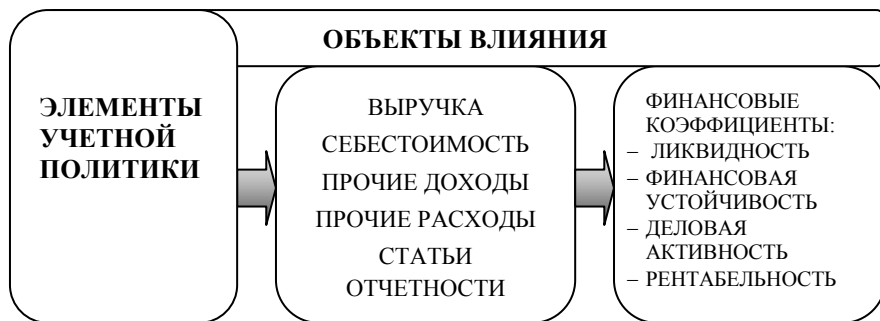 ОБЪЕКТЫ ВЛИЯНИЯ
ЭЛЕМЕНТЫ
УЧЕТНОЙ
ПОЛИТИКИ
ВЫРУЧКА
СЕБЕСТОИМОСТЬ
ПРОЧИЕ ДОХОДЫ
ПРОЧИЕ РАСХОДЫ
СТАТЬИ
ОТЧЕТНОСТИ
ФИНАНСОВЫЕ
КОЭФФИЦИЕНТЫ:
– ЛИКВИДНОСТЬ
– ФИНАНСОВАЯ
УСТОЙЧИВОСТЬ
– ДЕЛОВАЯ
АКТИВНОСТЬ
– РЕНТАБЕЛЬНОСТЬ